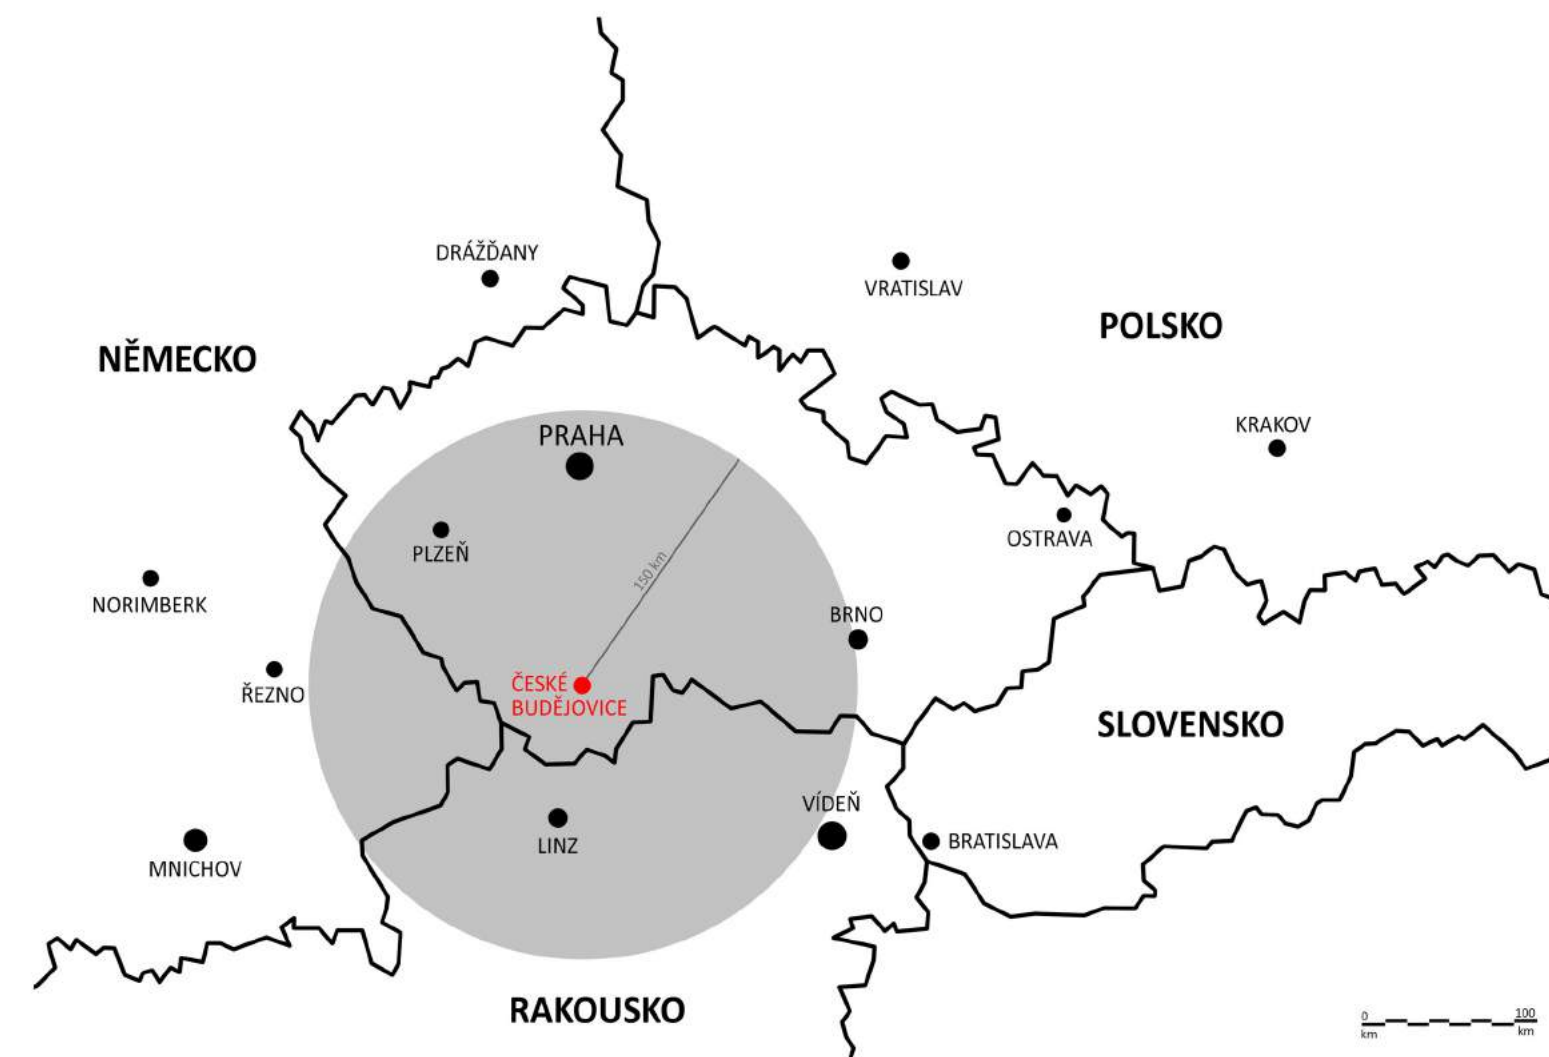 DRÁŽĎANY
VRATISLAV
POLSKO
NĚMECKO
KRAKOV
PRAHA
OSTRAVA
PLZEŇ
150 km
NORIMBERK
BRNO
ŘEZNO
ČESKÉ
BUDĚJOVICE
SLOVENSKO
VÍDEŇ
LINZ
BRATISLAVA
MNICHOV
RAKOUSKO
0 100
km km